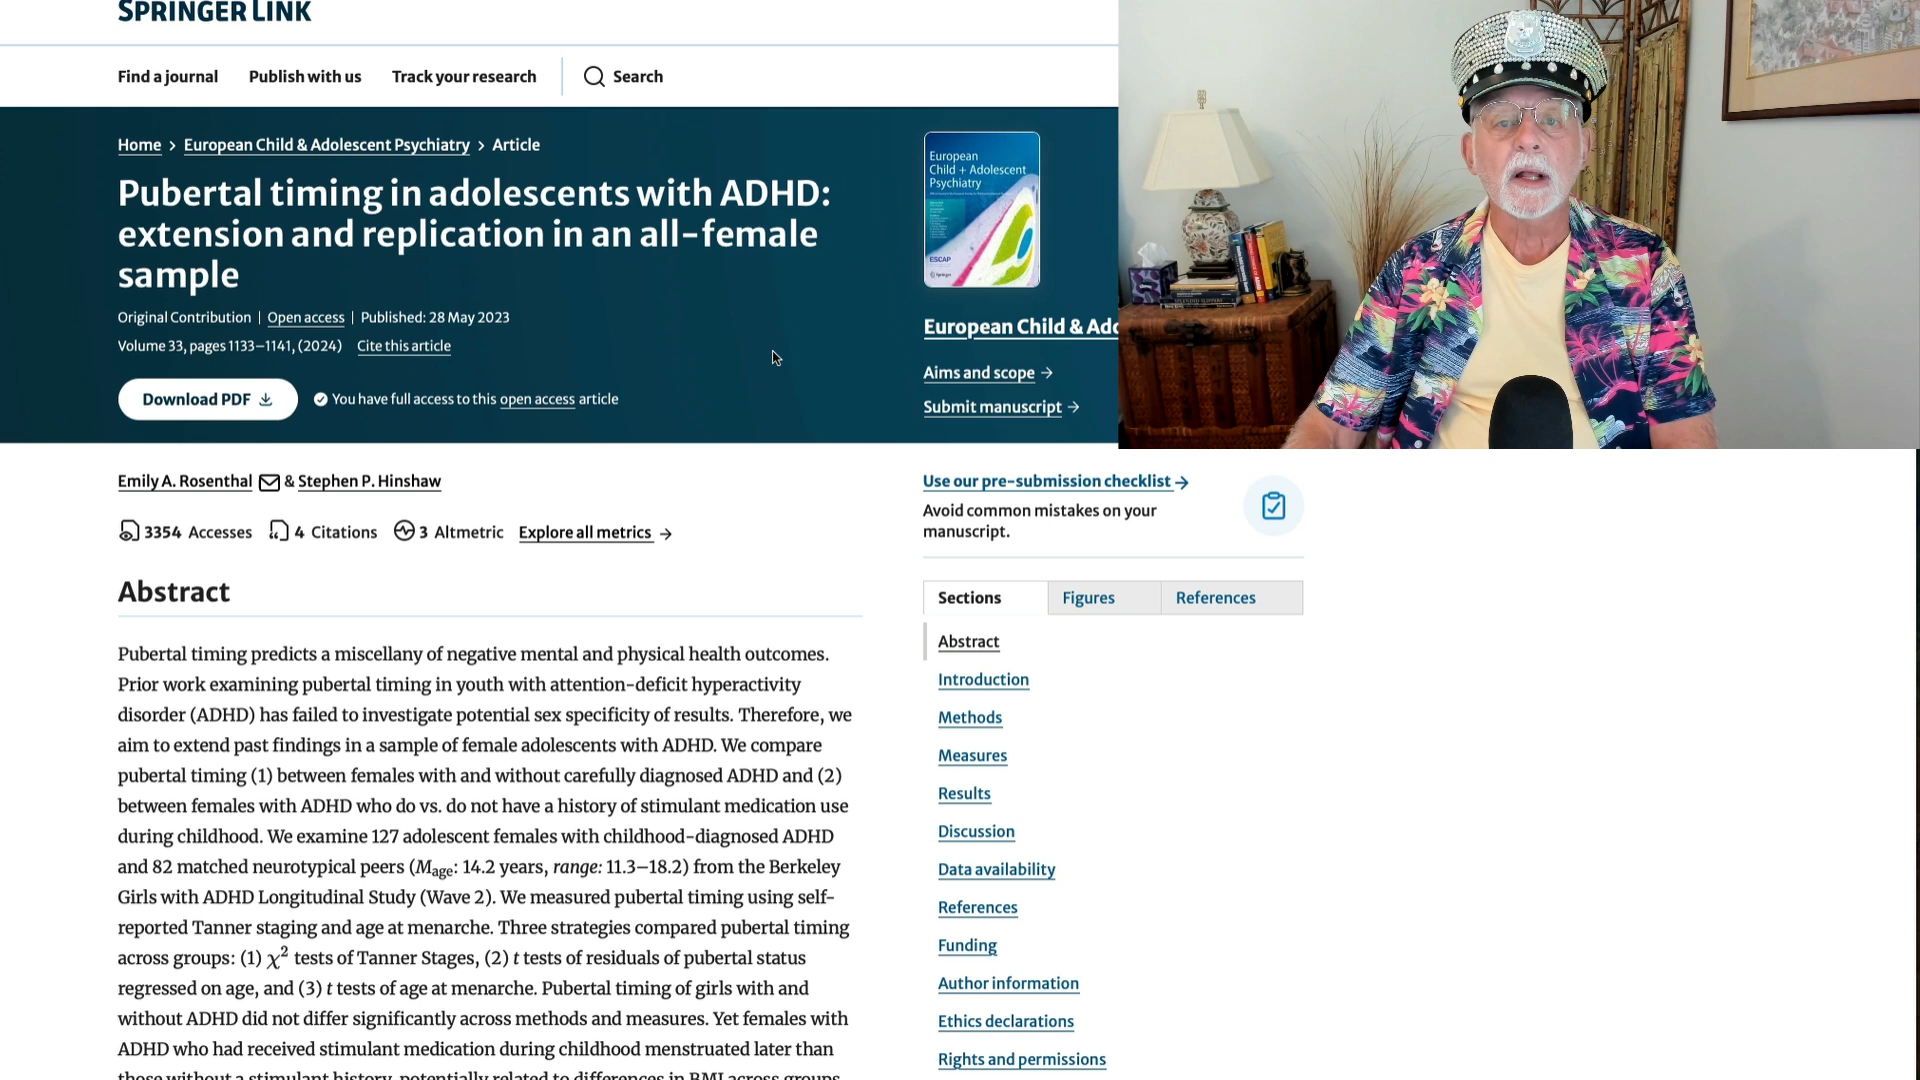 SPRINGER LINK
Find a journal
Publish with us
Track your research
Search
Home > European Child & Adolescent Psychiatry > Article
Pubertal timing in adolescents with ADHD:
extension and replication in an all-female
sample
Original Contribution | Open access | Published: 28 May 2023
Volume 33, pages 1133–1141, (2024) Cite this article
Download PDF
You have full access to this open access article
European
Child + Adolescent
Psychiatry
ESCAP
Springer
European Child & Ado
Aims and scope →
Submit manuscript →
Emily A. Rosenthal & Stephen P. Hinshaw
3354 Accesses 4 Citations 3 Altmetric Explore all metrics →
Abstract
Pubertal timing predicts a miscellany of negative mental and physical health outcomes.
Prior work examining pubertal timing in youth with attention-deficit hyperactivity
disorder (ADHD) has failed to investigate potential sex specificity of results. Therefore, we
aim to extend past findings in a sample of female adolescents with ADHD. We compare
pubertal timing (1) between females with and without carefully diagnosed ADHD and (2)
between females with ADHD who do vs. do not have a history of stimulant medication use
during childhood. We examine 127 adolescent females with childhood-diagnosed ADHD
and 82 matched neurotypical peers (Mage: 14.2 years, range: 11.3–18.2) from the Berkeley
Girls with ADHD Longitudinal Study (Wave 2). We measured pubertal timing using self-
reported Tanner staging and age at menarche. Three strategies compared pubertal timing
across groups: (1) χ2 tests of Tanner Stages, (2) t tests of residuals of pubertal status
regressed on age, and (3) t tests of age at menarche. Pubertal timing of girls with and
without ADHD did not differ significantly across methods and measures. Yet females with
ADHD who had received stimulant medication during childhood menstruated later than
those without a stimulant history, potentially related to differences in BMI across groups.
Use our pre-submission checklist →
Avoid common mistakes on your
manuscript.
Sections
Figures
References
Abstract
Introduction
Methods
Measures
Results
Discussion
Data availability
References
Funding
Author information
Ethics declarations
Rights and permissions